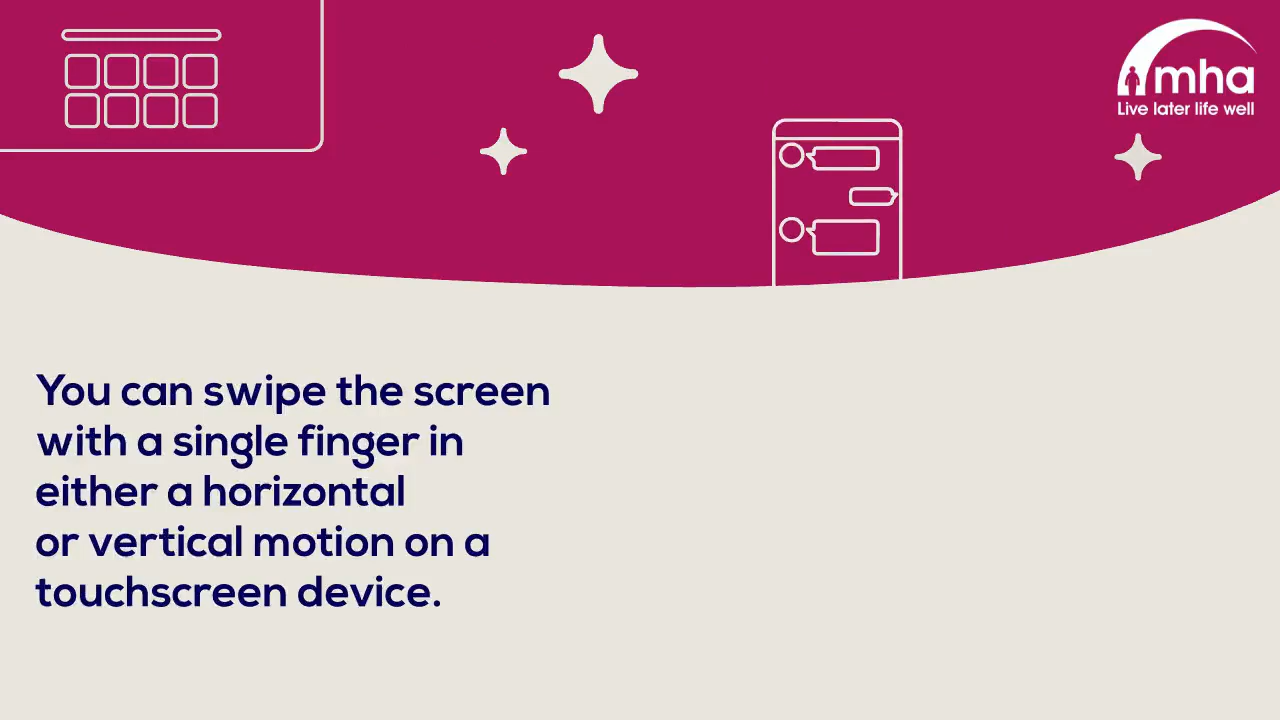 mha
Live later life well
You can swipe the screen
with a single finger in
either a horizontal
or vertical motion on a
touchscreen device.